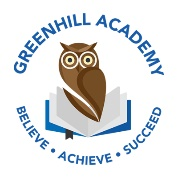 GREENHILL ACADEMY
BELIEVE • ACHIEVE • SUCCEED